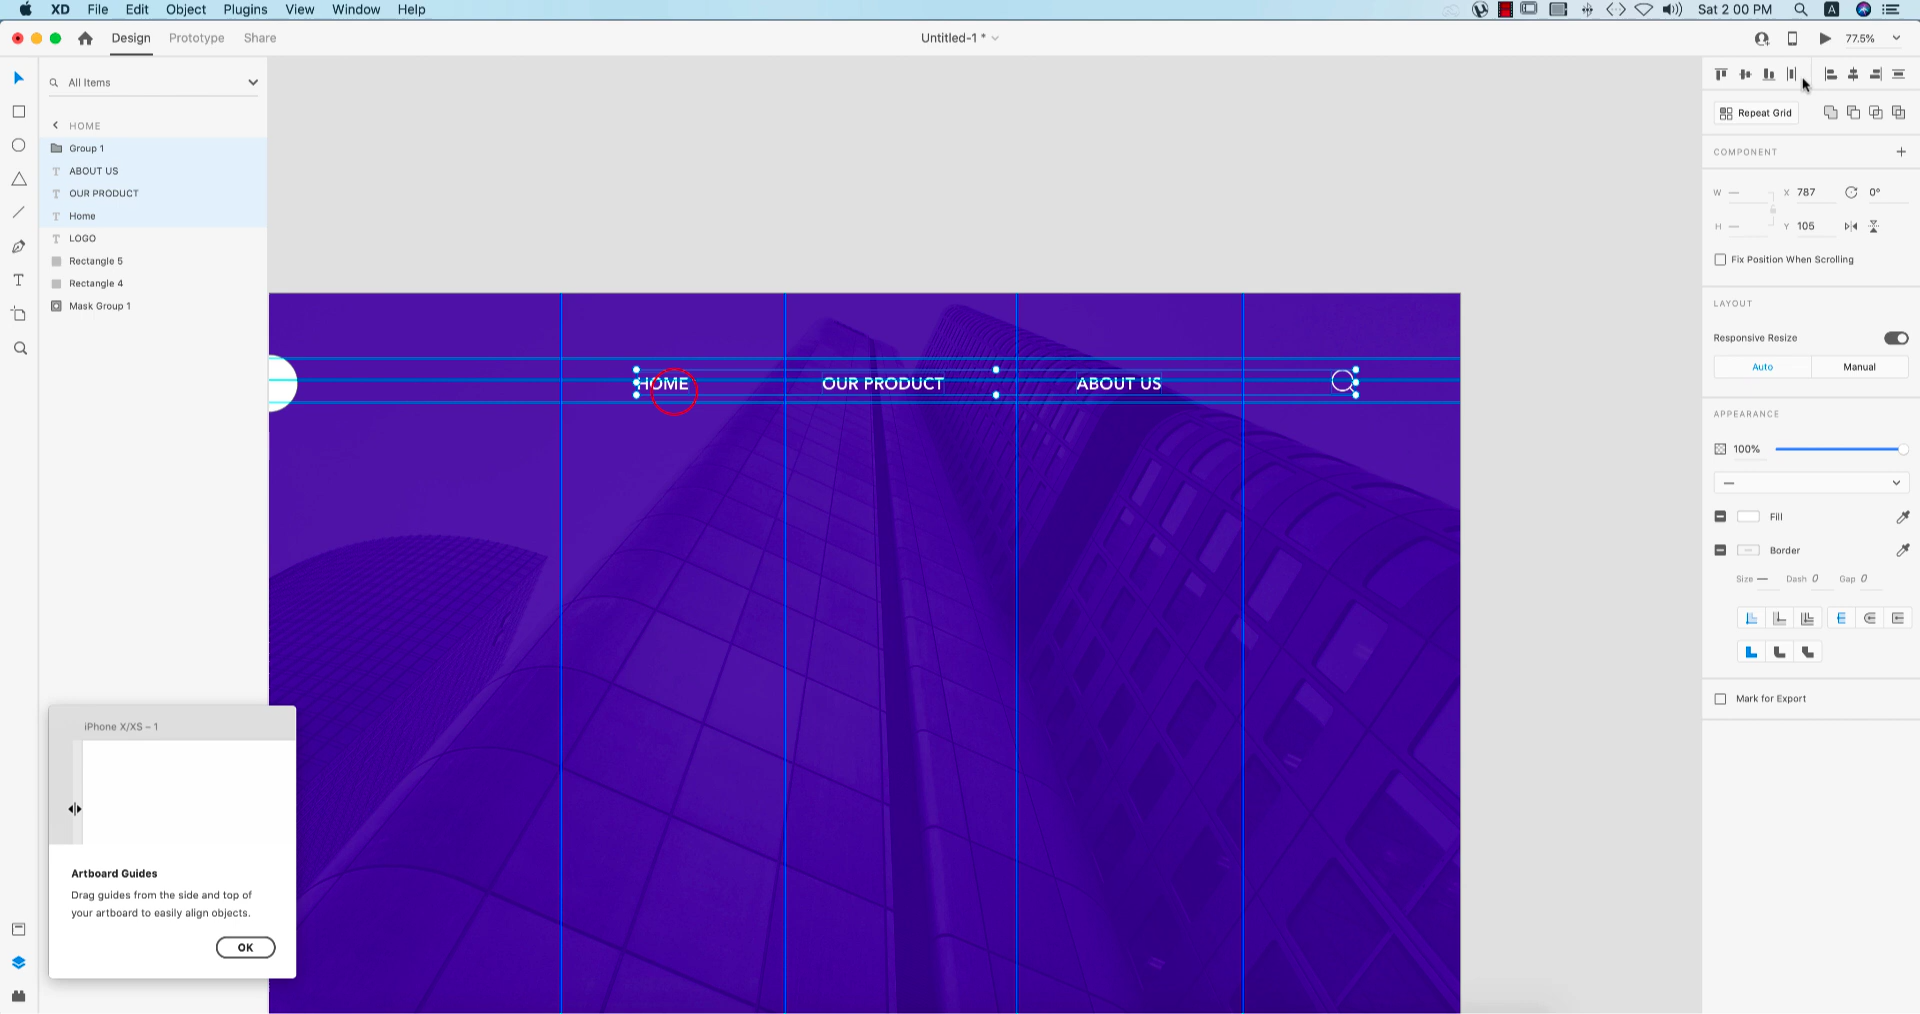 XD File Edit Object Plugins View Window Help
A
Sat 2 00 PM
Design Prototype Share
Untitled-1 *
77.5%
All Items
HOME
Group 1
T ABOUT US
T OUR PRODUCT
T Home
T LOGO
Rectangle 5
Rectangle 4
Mask Group 1
HOME OUR PRODUCT ABOUT US
iPhone X/XS – 1
Artboard Guides
Drag guides from the side and top of
your artboard to easily align objects.
OK
Repeat Grid
COMPONENT +
W — X 787 0°
H — Y 105
Fix Position When Scrolling
LAYOUT
Responsive Resize
Auto Manual
APPEARANCE
100%
—
Fill
Border
Size — Dash 0 Gap 0
Mark for Export